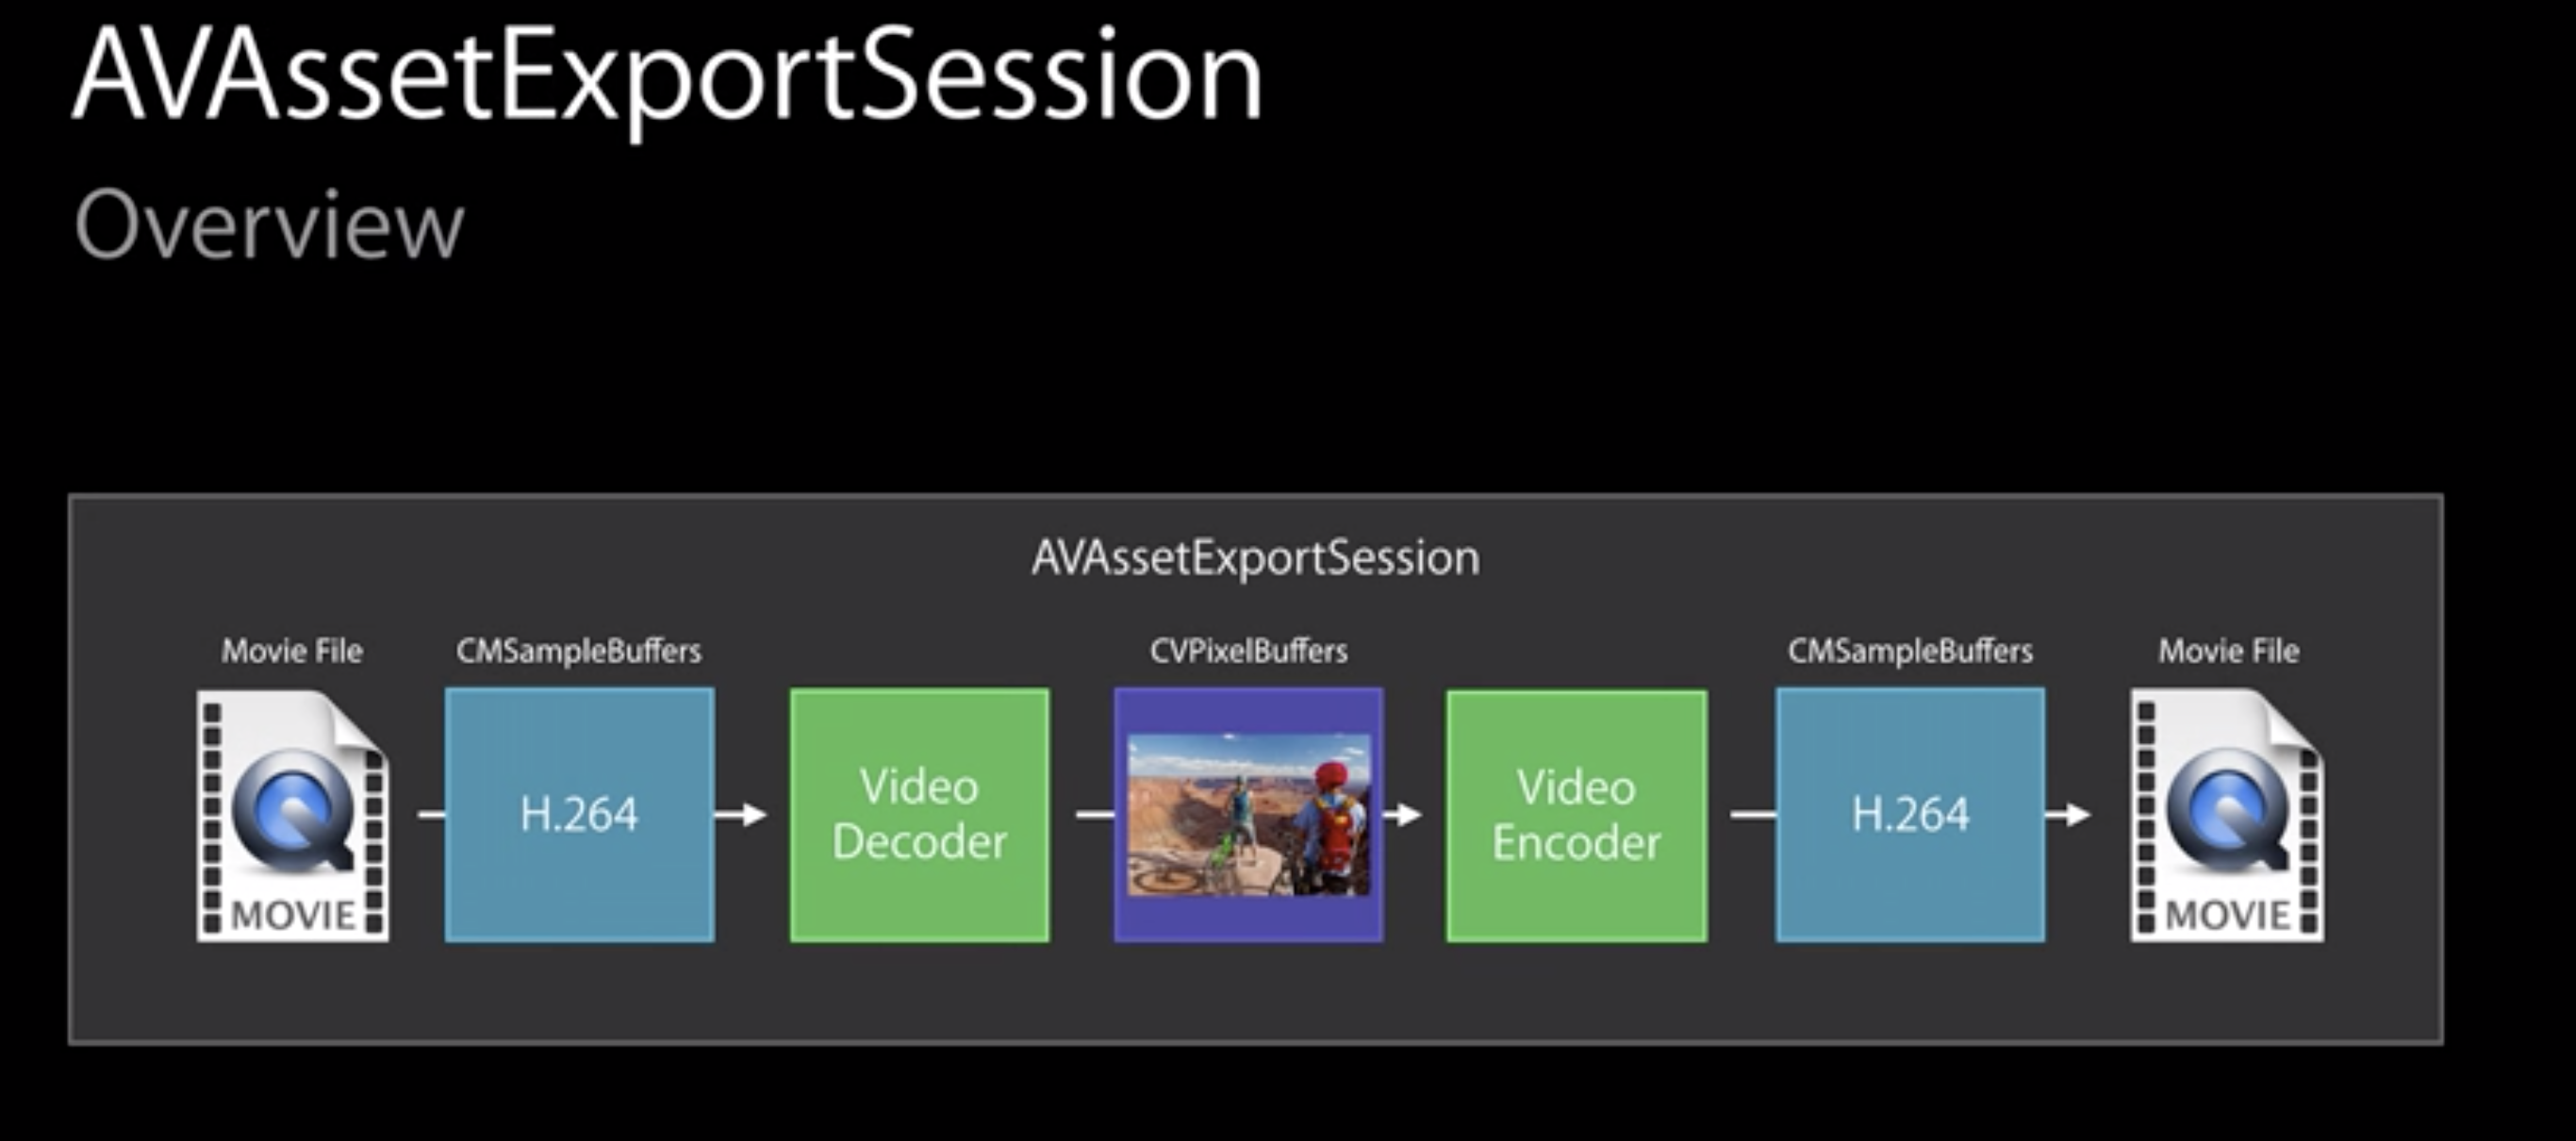 AVAssetExportSession
Overview
AVAssetExportSession
Movie File
CMSampleBuffers
CVPixelBuffers
CMSampleBuffers
Movie File
H.264
Video
Decoder
Video
Encoder
H.264
MOVIE
MOVIE